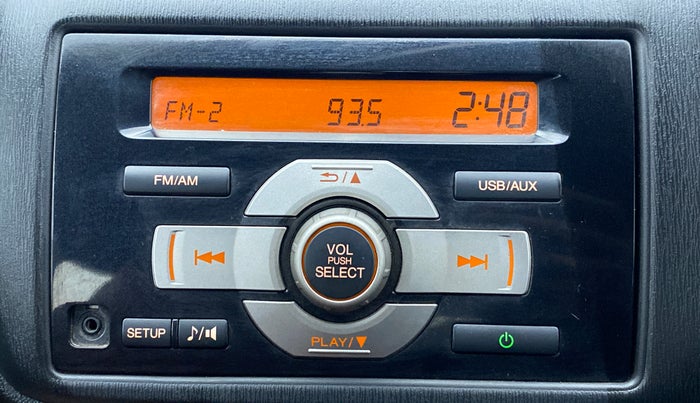 FM-2 93.5 2:48
FM/AM
USB/AUX
VOL
PUSH
SELECT
SETUP
PLAY/